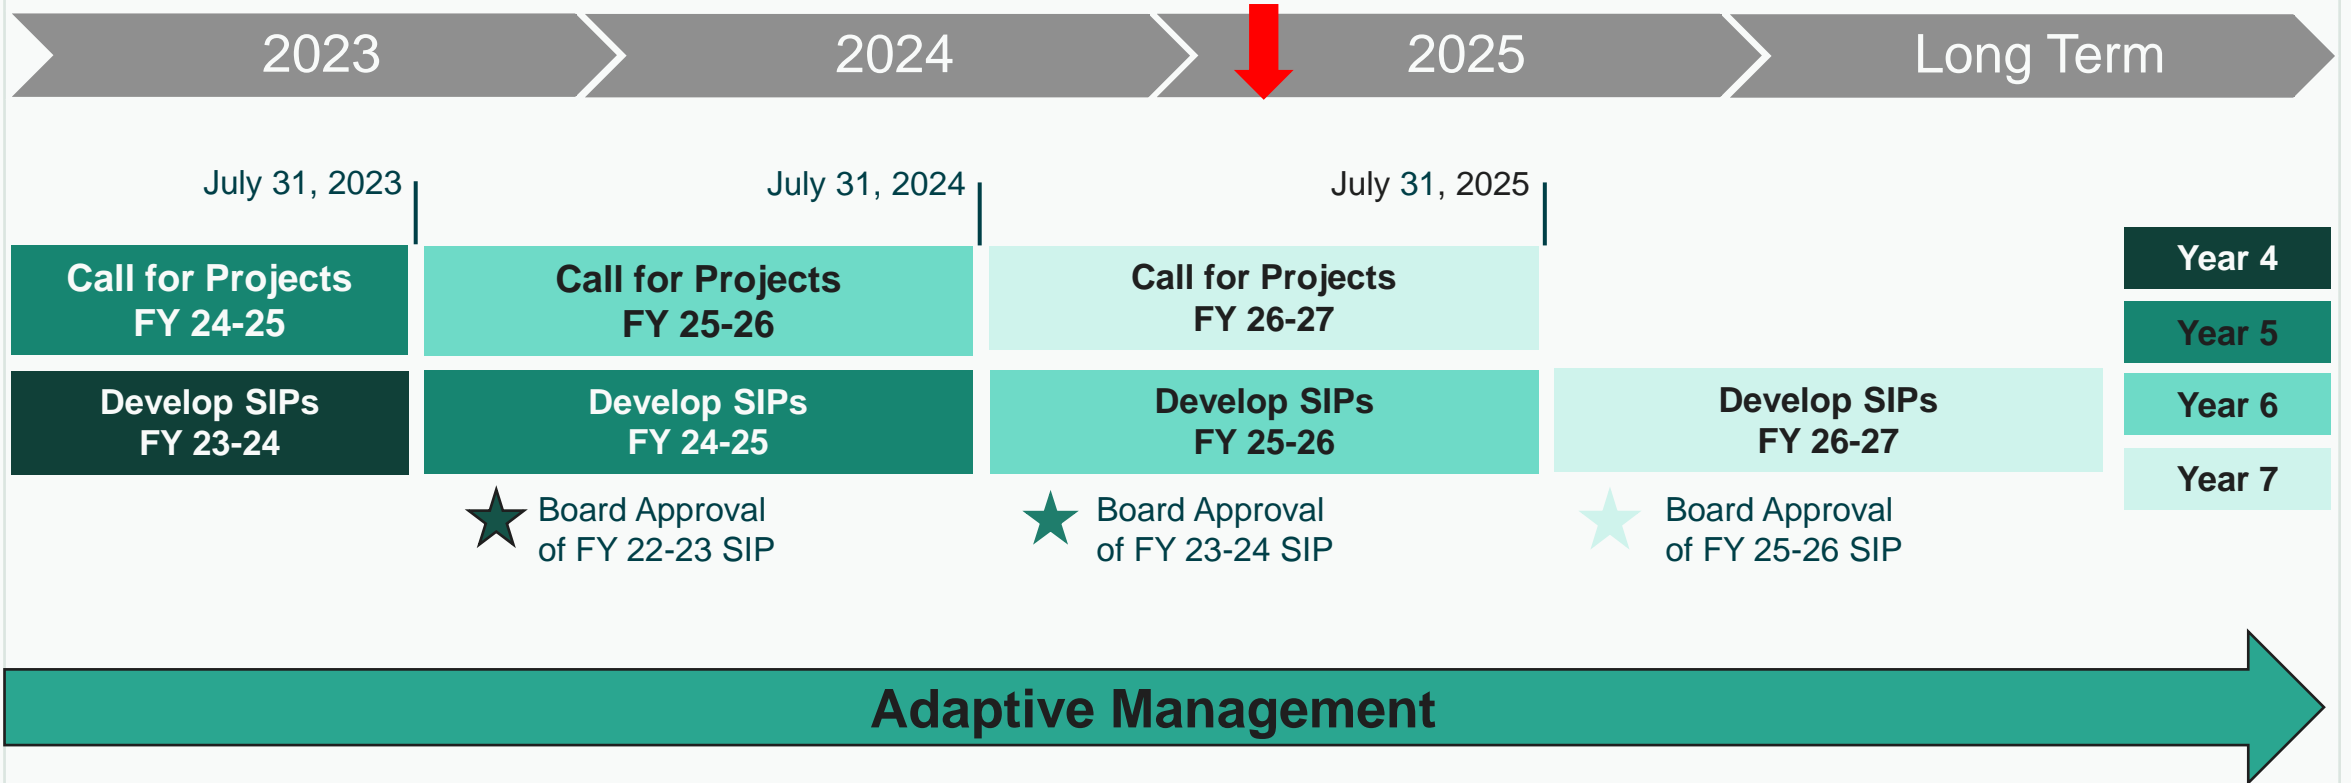 2023
2024
2025
Long Term
July 31, 2023
July 31, 2024
July 31, 2025
Call for Projects
FY 24-25
Call for Projects
FY 25-26
Call for Projects
FY 26-27
Develop SIPs
FY 23-24
Develop SIPs
FY 24-25
Develop SIPs
FY 25-26
Develop SIPs
FY 26-27
Year 4
Year 5
Year 6
Year 7
Board Approval
of FY 22-23 SIP
Board Approval
of FY 23-24 SIP
Board Approval
of FY 25-26 SIP
Adaptive Management